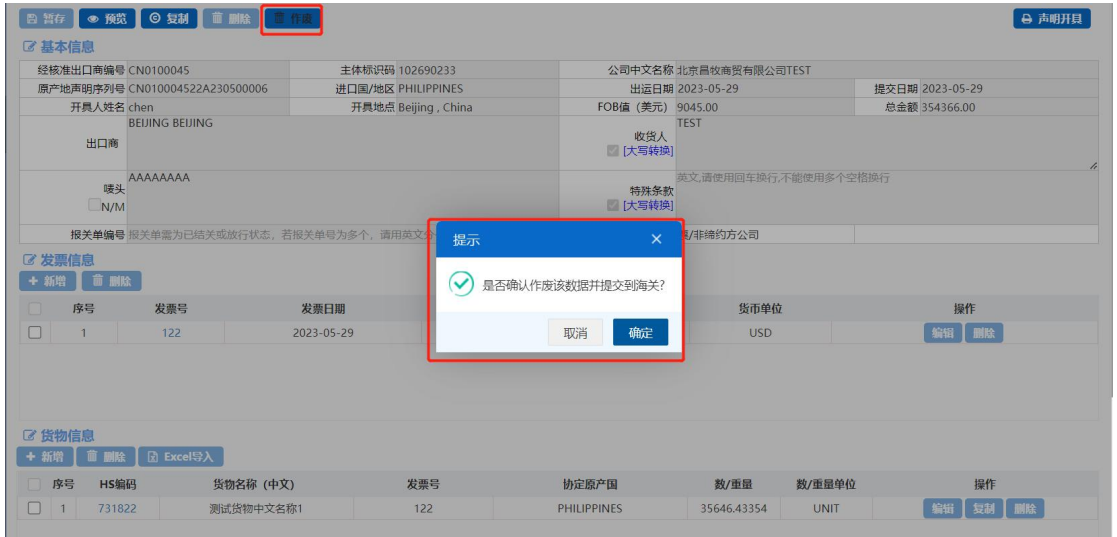 暂存 预览 复制 删除 作废 声明开具
基本信息
经核准出口商编号 CN0100045 主体标识码 102690233 公司中文名称 北京昌牧商贸有限公司TEST
原产地声明序列号 CN010004522A230500006 进口国/地区 PHILIPPINES 出运日期 2023-05-29 提交日期 2023-05-29
开具人姓名 chen 开具地点 Beijing , China FOB值（美元） 9045.00 总金额 354366.00
出口商 BEIJING BEIJING 收货人 [大写转换] TEST
唛头 N/M AAAAAAAA 特殊条款 [大写转换] 英文,请使用回车换行,不能使用多个空格换行
报关单编号 报关单需为已结关或放行状态，若报关单号为多个，请用英文分 /非缔约方公司
提示 ×
是否确认作废该数据并提交到海关?
取消 确定
发票信息
+ 新增 删除
序号 发票号 发票日期 货币单位 操作
1 122 2023-05-29 USD 编辑 删除
货物信息
+ 新增 删除 Excel导入
序号 HS编码 货物名称（中文） 发票号 协定原产国 数/重量 数/重量单位 操作
1 731822 测试货物中文名称1 122 PHILIPPINES 35646.43354 UNIT 编辑 复制 删除